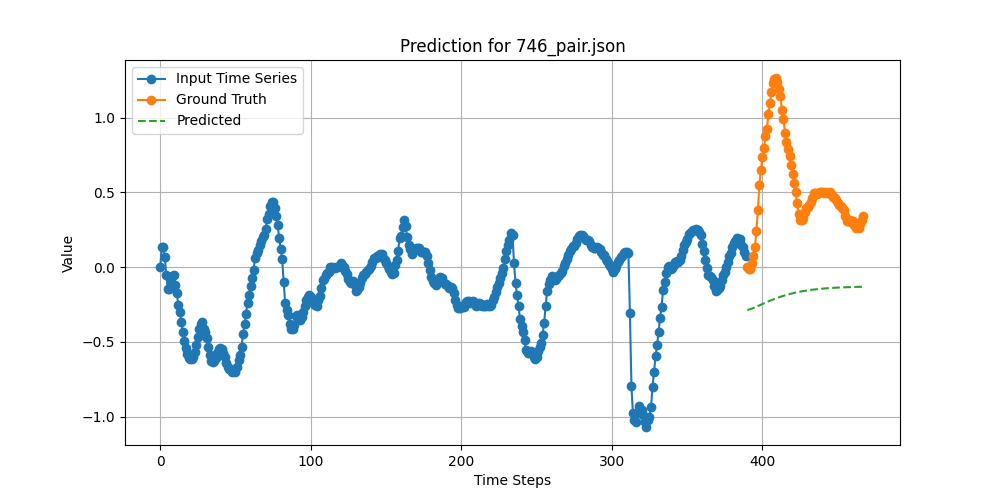 Prediction for 746_pair.json
Input Time Series
Ground Truth
Predicted
1.0
0.5
0.0
−0.5
−1.0
Value
0 100 200 300 400
Time Steps